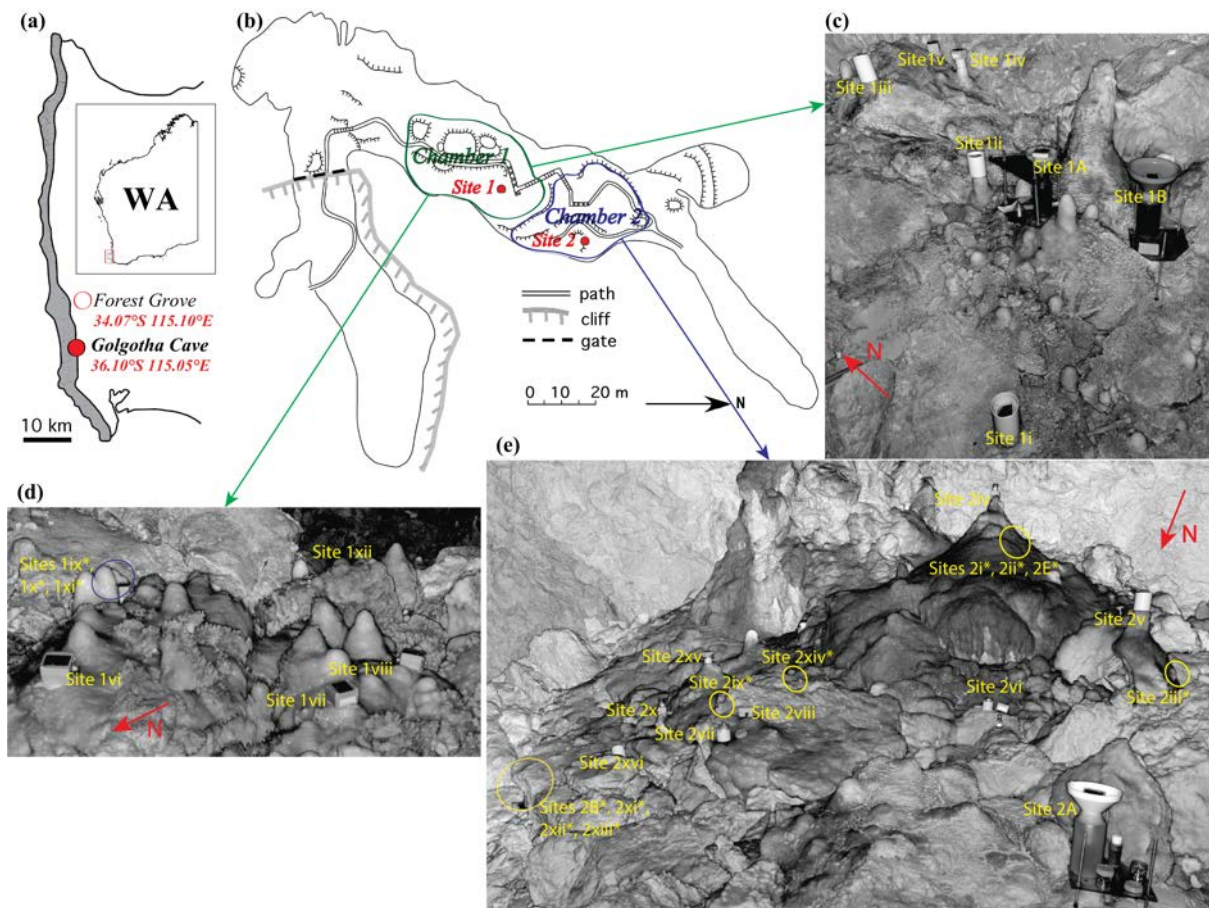 (a)
WA
Forest Grove
34.07°S 115.10°E
Golgotha Cave
36.10°S 115.05°E
10 km
(b)
Chamber 1
Site 1
Chamber 2
Site 2
path
cliff
gate
0 10 20 m
N
(c)
Site1v
Site 1iv
Site 1iii
Site1ii
Site 1A
Site 1B
N
Site 1i
(d)
Sites 1ix*,
1x*, 1xi*
Site 1xii
Site 1vi
Site 1viii
Site 1vii
N
(e)
Site 2iv
N
Sites 2i*, 2ii*, 2E*
Site 2v
Site 2xv
Site 2xiv*
Site 2ix*
Site 2vi
Site 2iii*
Site 2x
Site 2viii
Site 2vii
Site 2xvi
Sites 2B*, 2xi*,
2xii*, 2xiii*
Site 2A